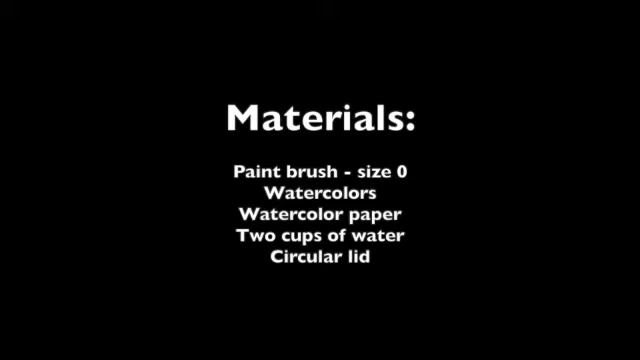 Materials:
Paint brush - size 0
Watercolors
Watercolor paper
Two cups of water
Circular lid